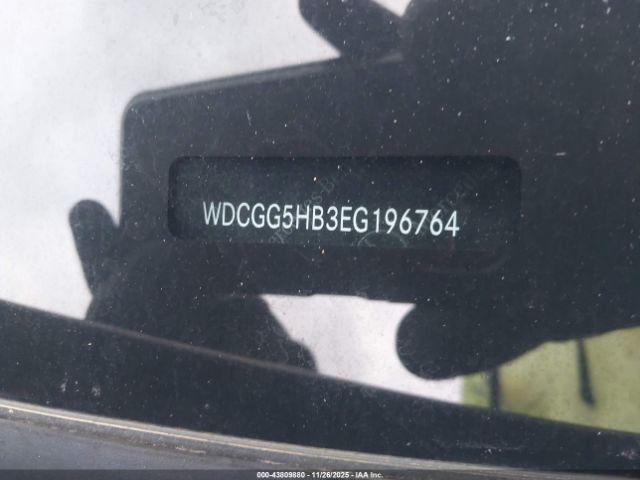 WDCGG5HB3EG196764
000-43809880 — 11/26/2025 — IAA Inc.